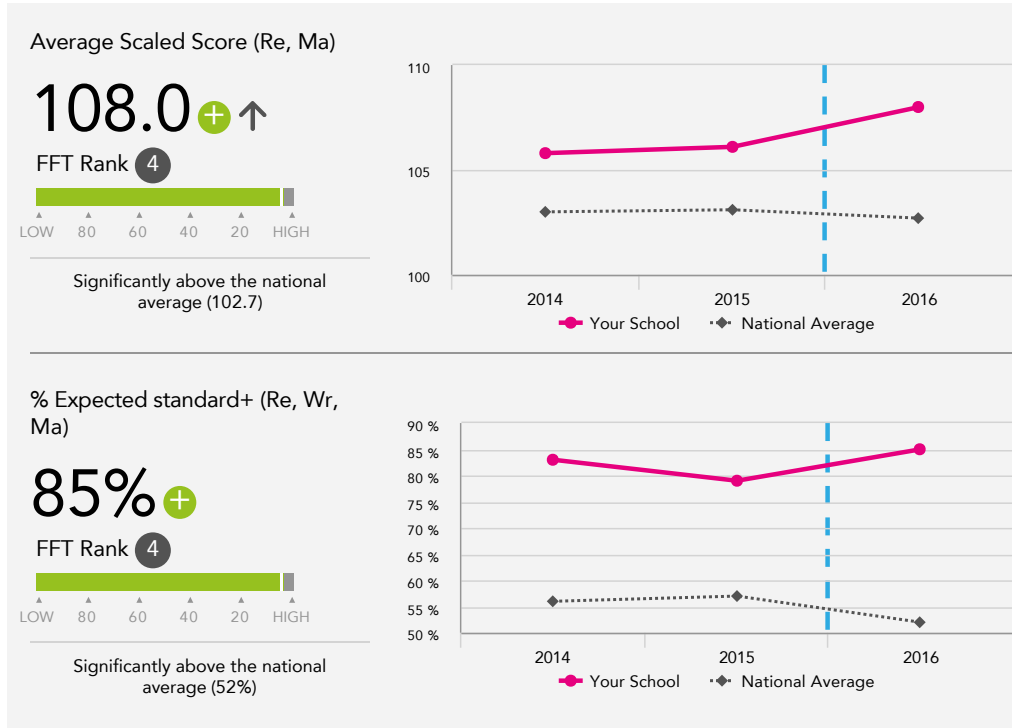 Average Scaled Score (Re, Ma)
108.0 + ↑
FFT Rank 4
LOW 80 60 40 20 HIGH
Significantly above the national
average (102.7)
110
105
100
2014 2015 2016
Your School National Average
% Expected standard+ (Re, Wr,
Ma)
85% +
FFT Rank 4
LOW 80 60 40 20 HIGH
Significantly above the national
average (52%)
90 %
85 %
80 %
75 %
70 %
65 %
60 %
55 %
50 %
2014 2015 2016
Your School National Average